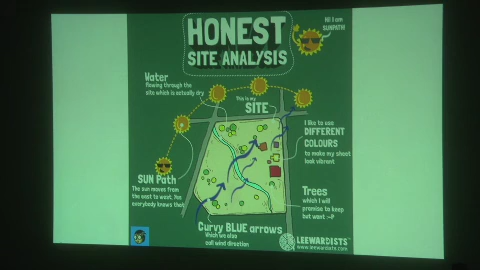 HONEST
SITE ANALYSIS
Hi! I am
SUNPATH!
Water
flowing through the
site which is actually dry
This is my
SITE
I like to use
DIFFERENT
COLOURS
to make my sheet
look vibrant
SUN Path
The sun moves from
the east to west. Yes
everybody knows that
Trees
which I will
promise to keep
but wont :-P
Curvy BLUE arrows
Which we also
call wind direction
LEEWARDISTS
www.leewardists.com